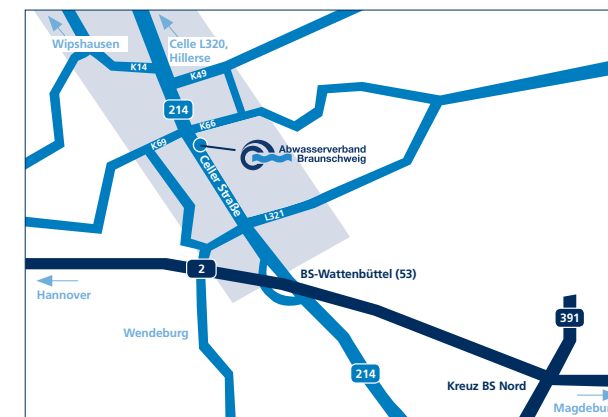 Wipshausen
Celle L320,
Hillerse
K14
K49
214
K66
K69
Abwasserverband
Braunschweig
Celler Straße
L321
2
BS-Wattenbüttel (53)
Hannover
391
Wendeburg
214
Kreuz BS Nord
Magdeburg